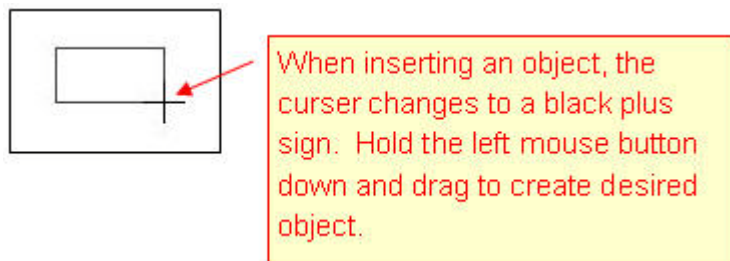 When inserting an object, the
curser changes to a black plus
sign. Hold the left mouse button
down and drag to create desired
object.